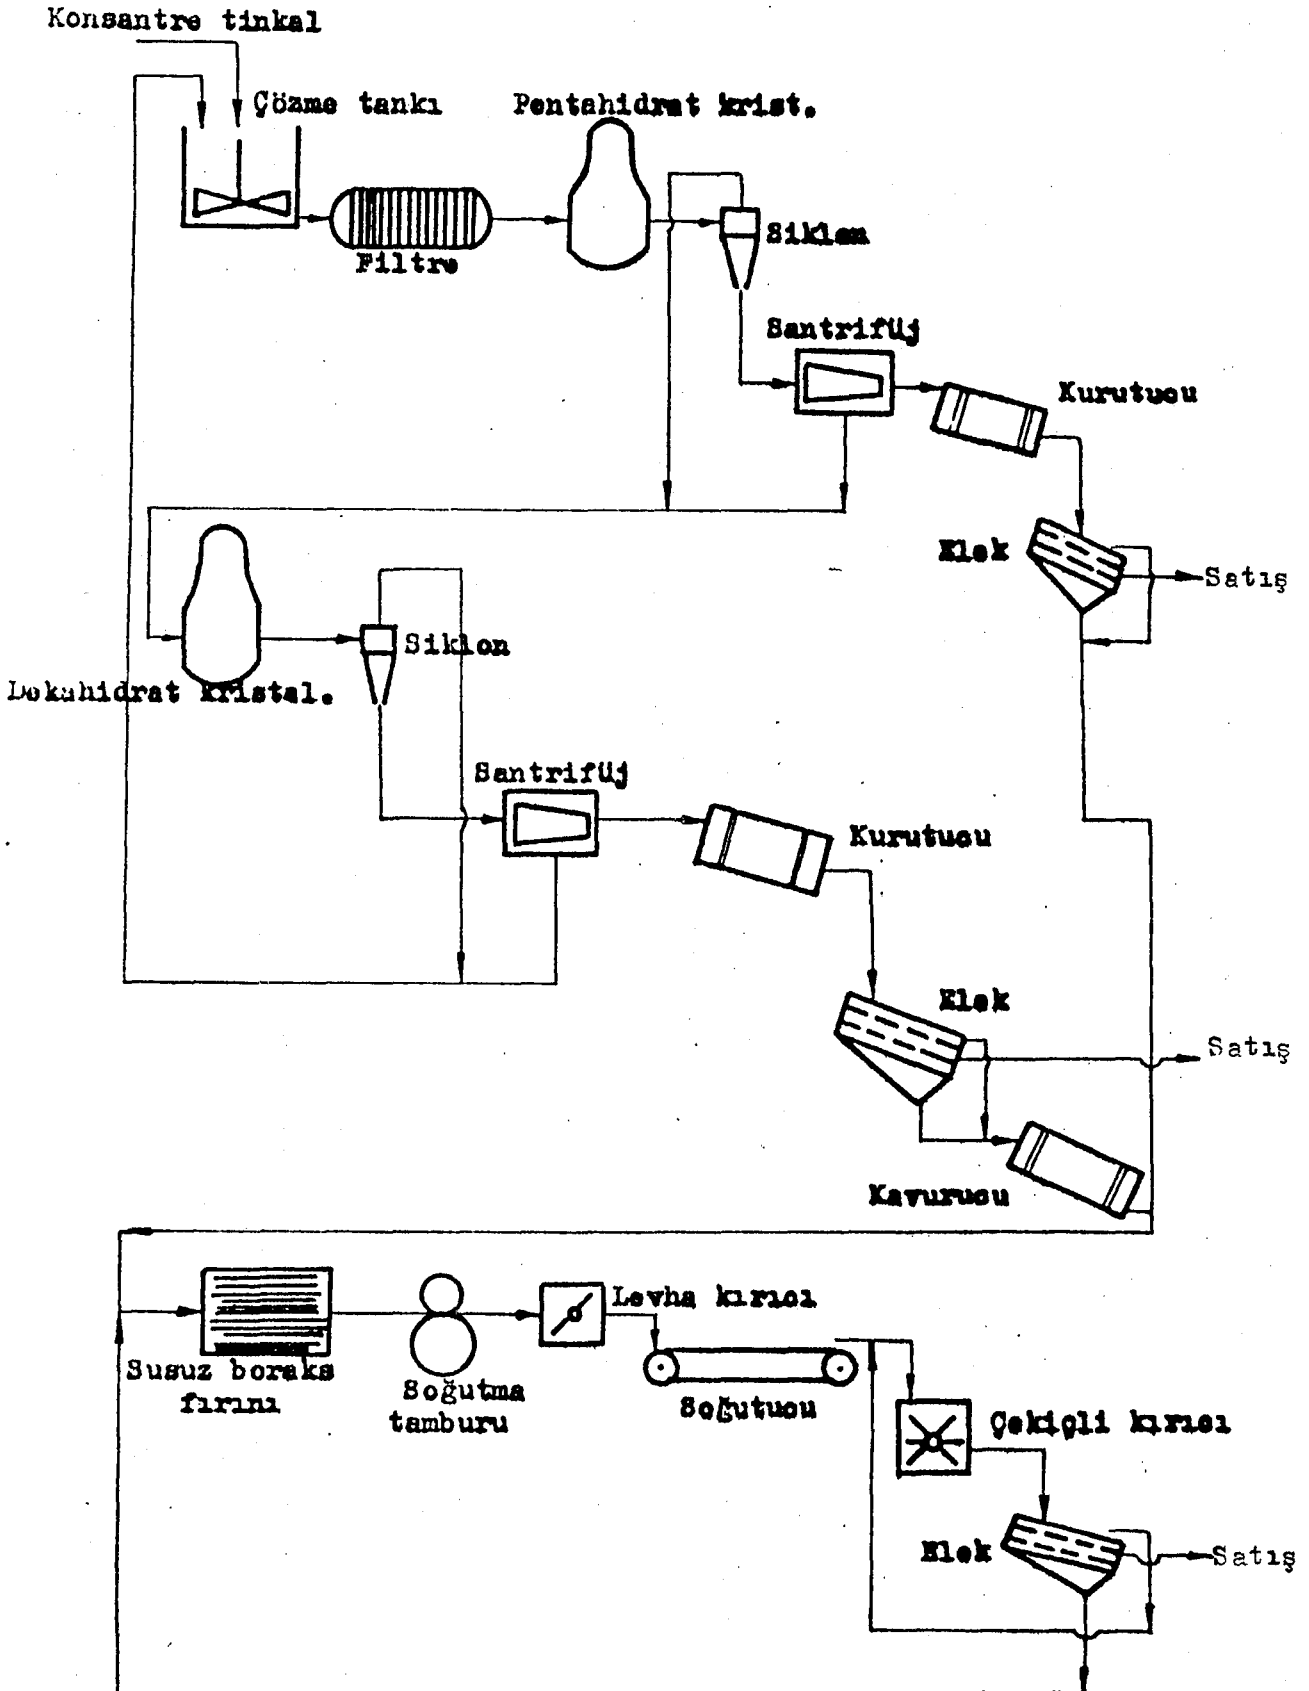 Konsantre tinkal
Çözme tankı
Pentahidrat krist.
Filtre
Siklon
Santrifüj
Kurutucu
Elek
Satış
Siklon
Dekahidrat kristal.
Santrifüj
Kurutucu
Elek
Satış
Kavurucu
Levha kırıcı
Susuz boraks
fırını
Soğutma
tamburu
Soğutucu
Çekiçli kırıcı
Elek
Satış